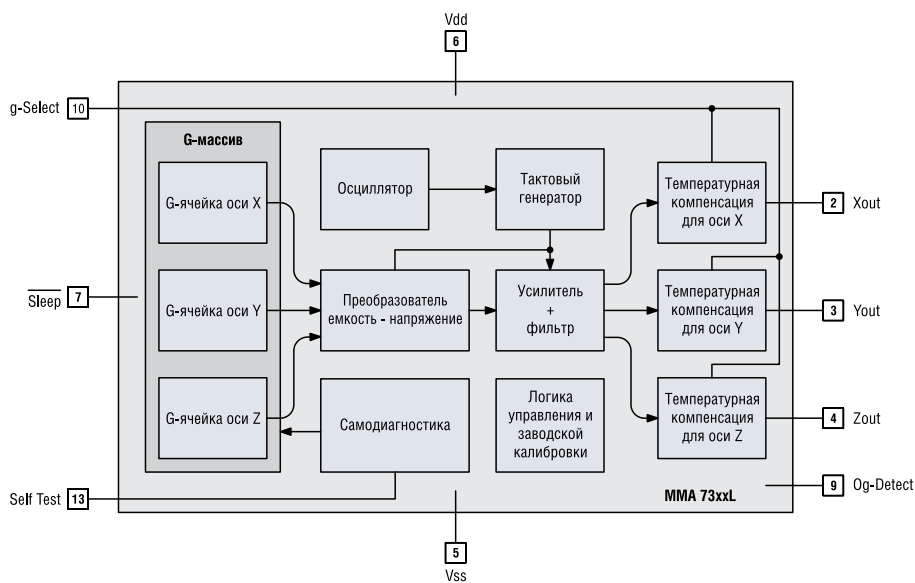 Vdd
6
g-Select 10
G-массив
G-ячейка оси X
Осциллятор
Тактовый
генератор
Температурная
компенсация
для оси X
2 Xout
Sleep 7
G-ячейка оси Y
Преобразователь
емкость - напряжение
Усилитель
+
фильтр
Температурная
компенсация
для оси Y
3 Yout
G-ячейка оси Z
Самодиагностика
Логика
управления и
заводской
калибровки
Температурная
компенсация
для оси Z
4 Zout
Self Test 13
MMA 73xxL
9 Og-Detect
5
Vss